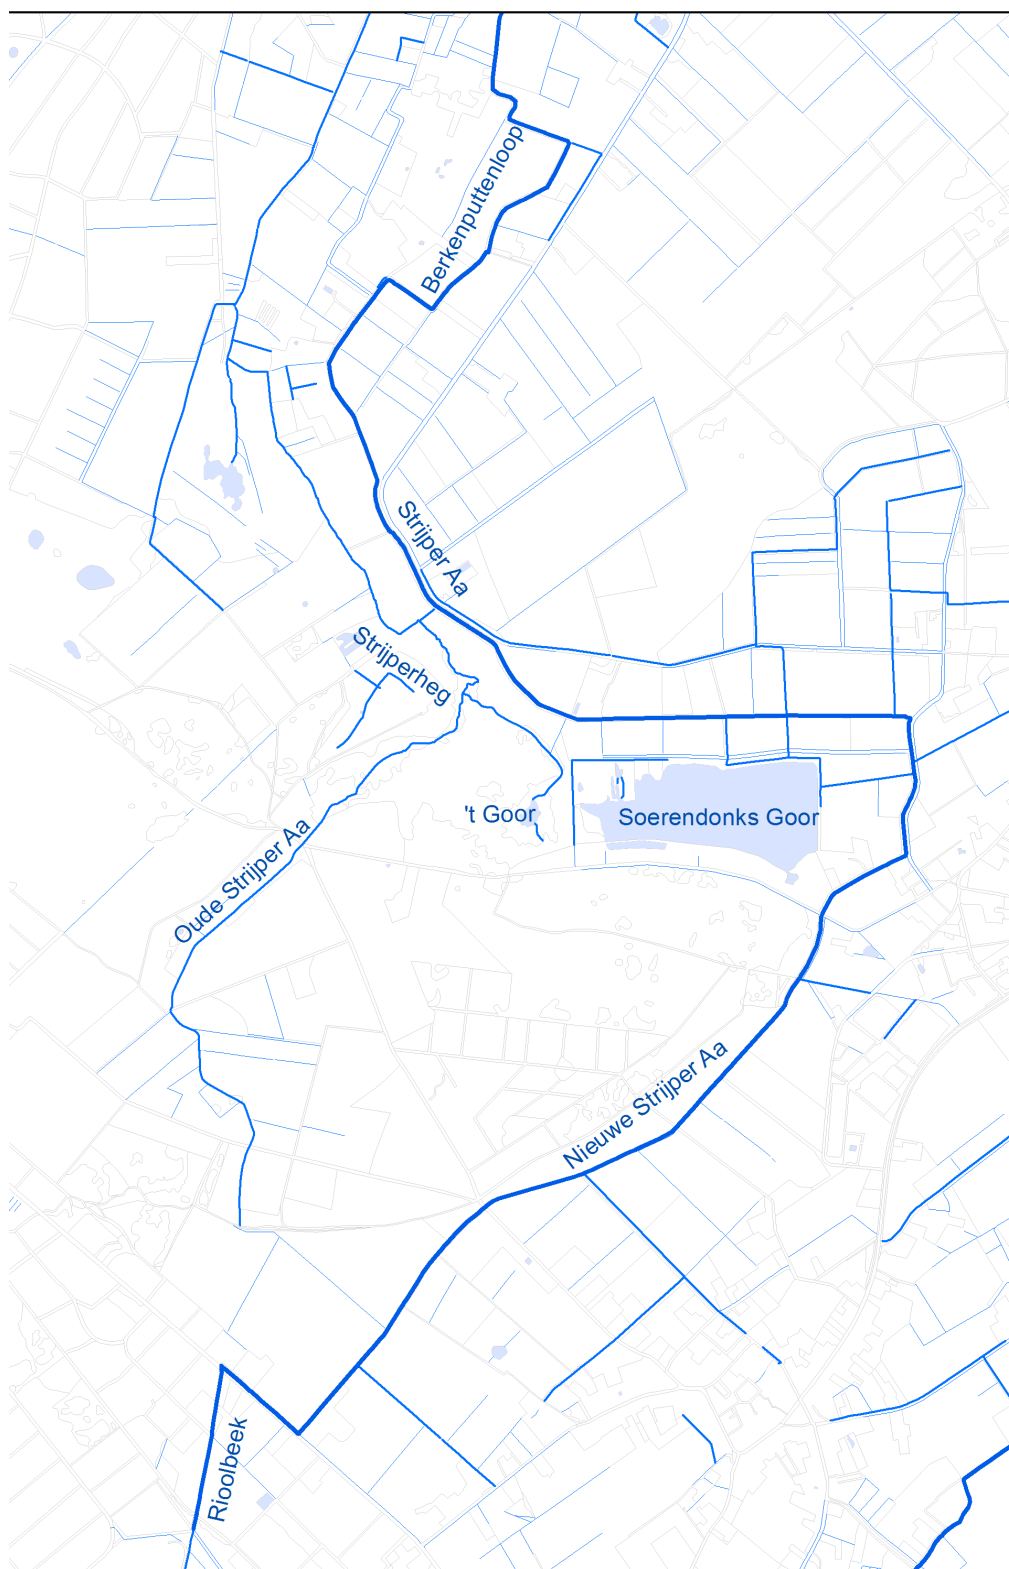 Berkenputtenloop
Strijper Aa
Strijperheg
't Goor
Soerendonks Goor
Oude Strijper Aa
Nieuwe Strijper Aa
Rioolbeek